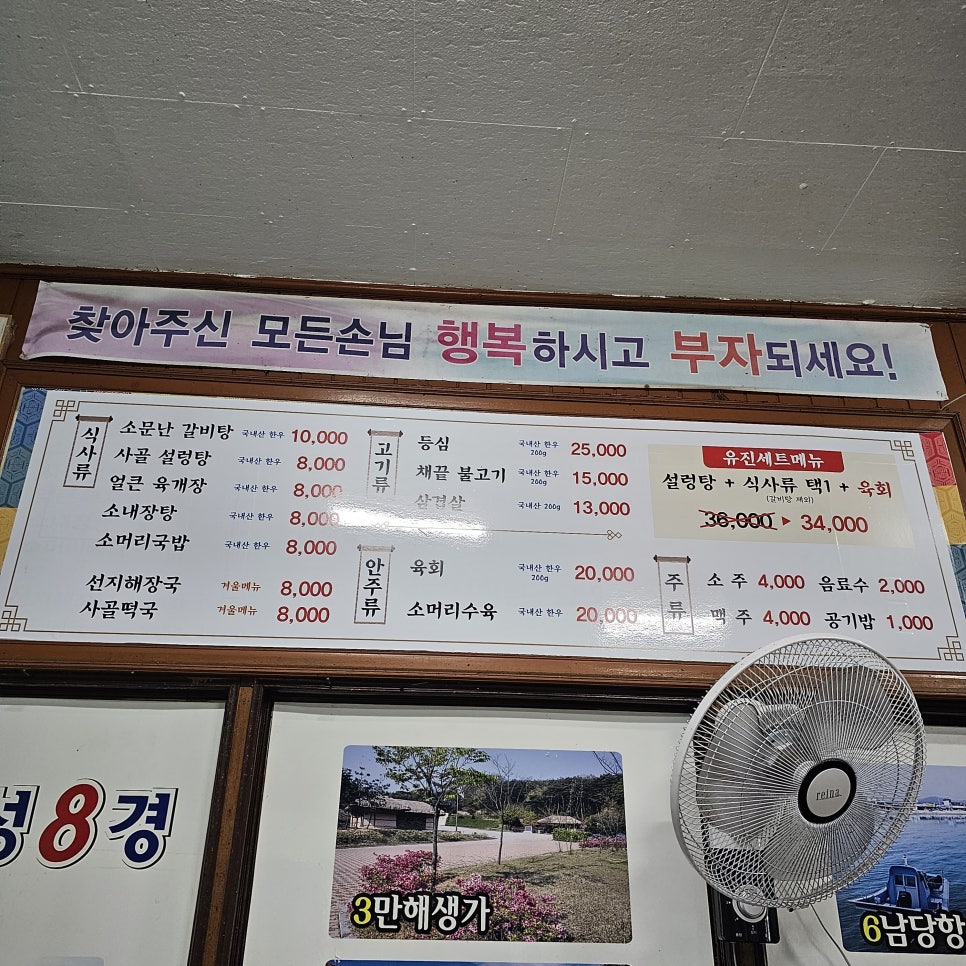 찾아주신 모든손님 행복하시고 부자되세요!
식사류
소문난 갈비탕 국내산 한우 10,000
사골 설렁탕 국내산 한우 8,000
얼큰 육개장 국내산 한우 8,000
소내장탕 국내산 한우 8,000
소머리국밥 국내산 한우 8,000
선지해장국 겨울메뉴 8,000
사골떡국 겨울메뉴 8,000
고기류
등심 국내산 한우 200g 25,000
채끝 불고기 국내산 한우 200g 15,000
살겹살 국내산 200g 13,000
안주류
육회 국내산 한우 200g 20,000
소머리수육 국내산 한우 20,000
유진세트메뉴
설렁탕 + 식사류 택1 + 육회
(갈비탕 제외)
36,000 ▶ 34,000
주류
소주 4,000 음료수 2,000
맥주 4,000 공기밥 1,000
성8경
3만해생가
reina
6남당항